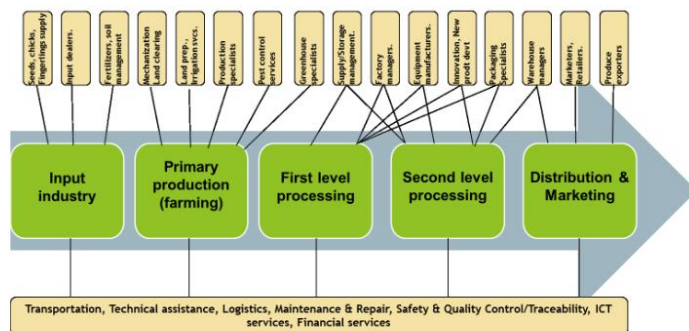 Seeds, chicks,
Fingerlings supply
Input dealers.
Fertilizers, soil
management
Mechanization
Land clearing
Land prep.,
Irrigation svcs.
Production
specialists
Pest control
services
Greenhouse
specialists
Supply/Storage
management.
Factory
managers.
Equipment
manufacturers.
Innovation, New
prodt devt
Packaging
Specialists
Warehouse
managers
Marketers,
Retailers.
Produce
exporters
Input
industry
Primary
production
(farming)
First level
processing
Second level
processing
Distribution &
Marketing
Transportation, Technical assistance, Logistics, Maintenance & Repair, Safety & Quality Control/Traceability, ICT
services, Financial services